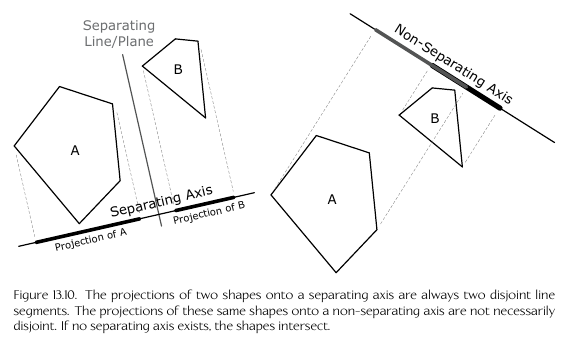 Separating
Line/Plane
B
A
Separating Axis
Projection of A
Projection of B
Non-Separating Axis
B
A
Figure 13.10. The projections of two shapes onto a separating axis are always two disjoint line
segments. The projections of these same shapes onto a non-separating axis are not necessarily
disjoint. If no separating axis exists, the shapes intersect.